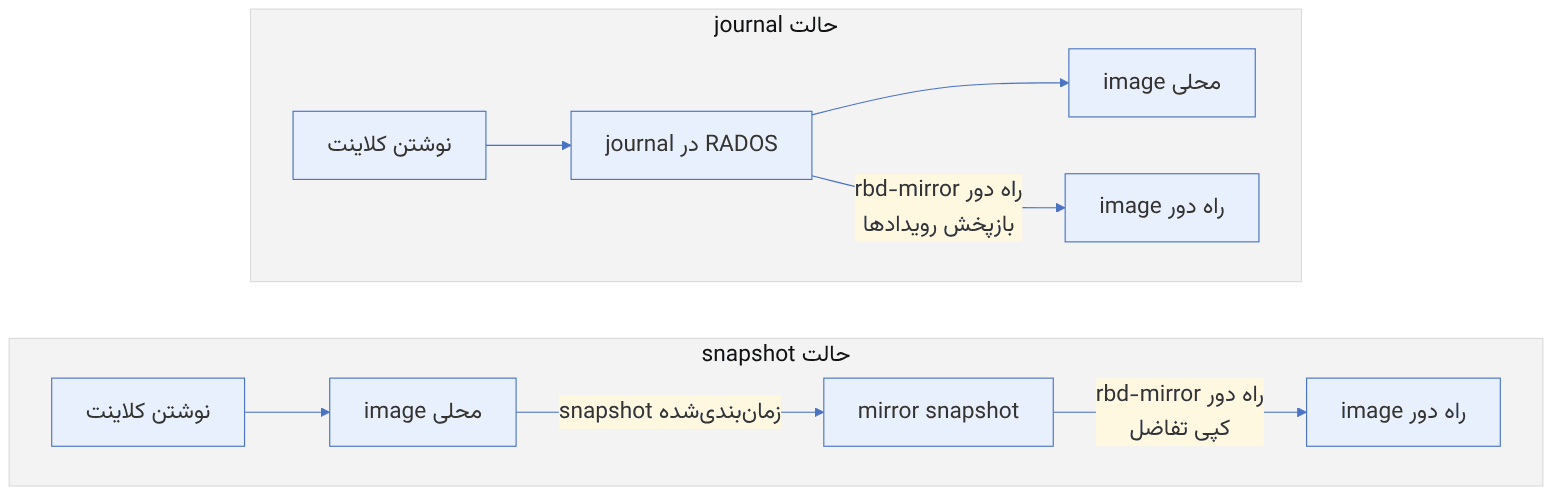 حالت journal
نوشتن کلاینت
journal در RADOS
image محلی
rbd-mirror راه دور
بازپخش رویدادها
image راه دور
حالت snapshot
نوشتن کلاینت
image محلی
snapshot زمان‌بندی‌شده
mirror snapshot
rbd-mirror راه دور
کپی تفاضل
image راه دور